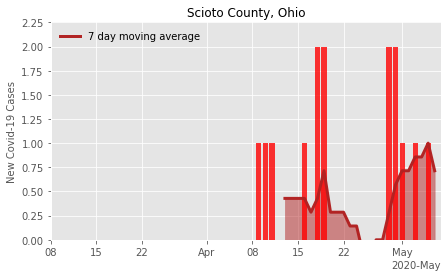 Scioto County, Ohio
7 day moving average
New Covid-19 Cases
2.25
2.00
1.75
1.50
1.25
1.00
0.75
0.50
0.25
0.00
08 15 22 Apr 08 15 22 May
2020-May